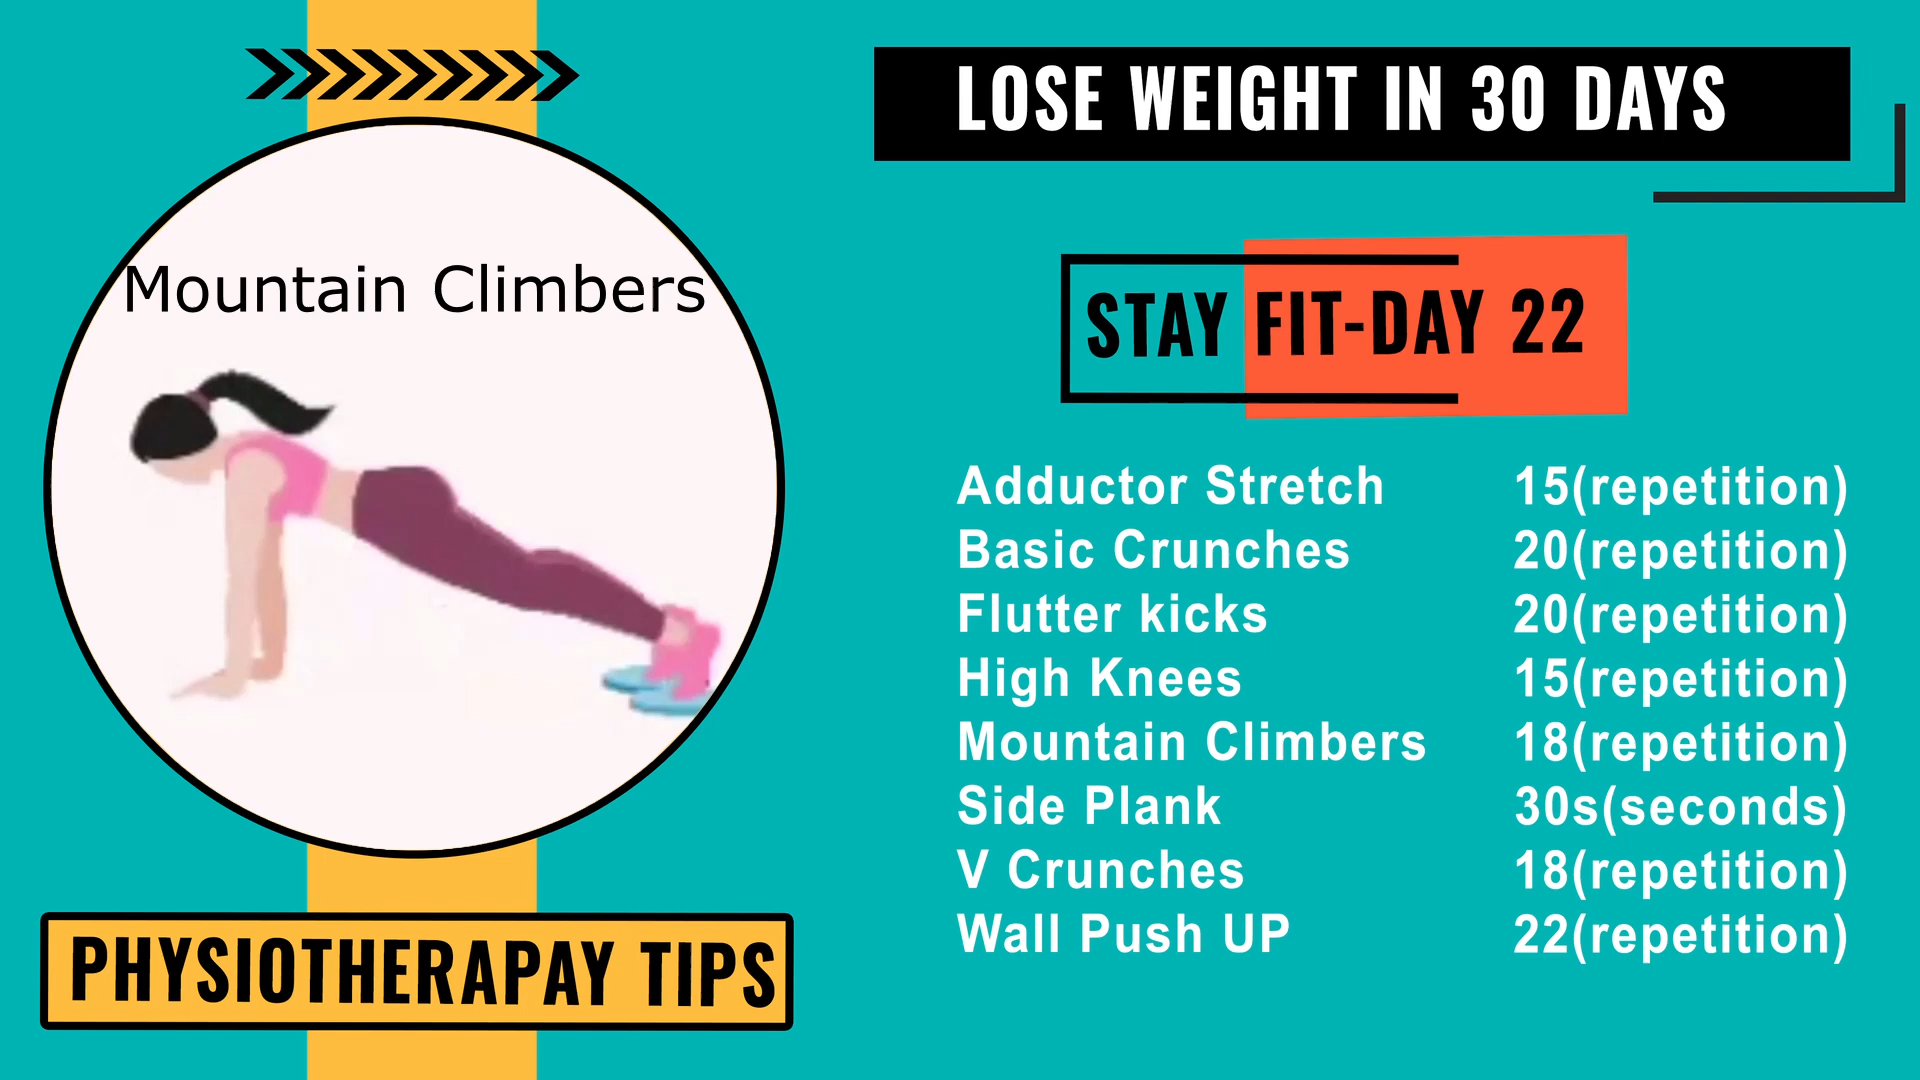 LOSE WEIGHT IN 30 DAYS
Mountain Climbers
STAY FIT-DAY 22
Adductor Stretch 15(repetition)
Basic Crunches 20(repetition)
Flutter kicks 20(repetition)
High Knees 15(repetition)
Mountain Climbers 18(repetition)
Side Plank 30s(seconds)
V Crunches 18(repetition)
Wall Push UP 22(repetition)
PHYSIOTHERAPAY TIPS